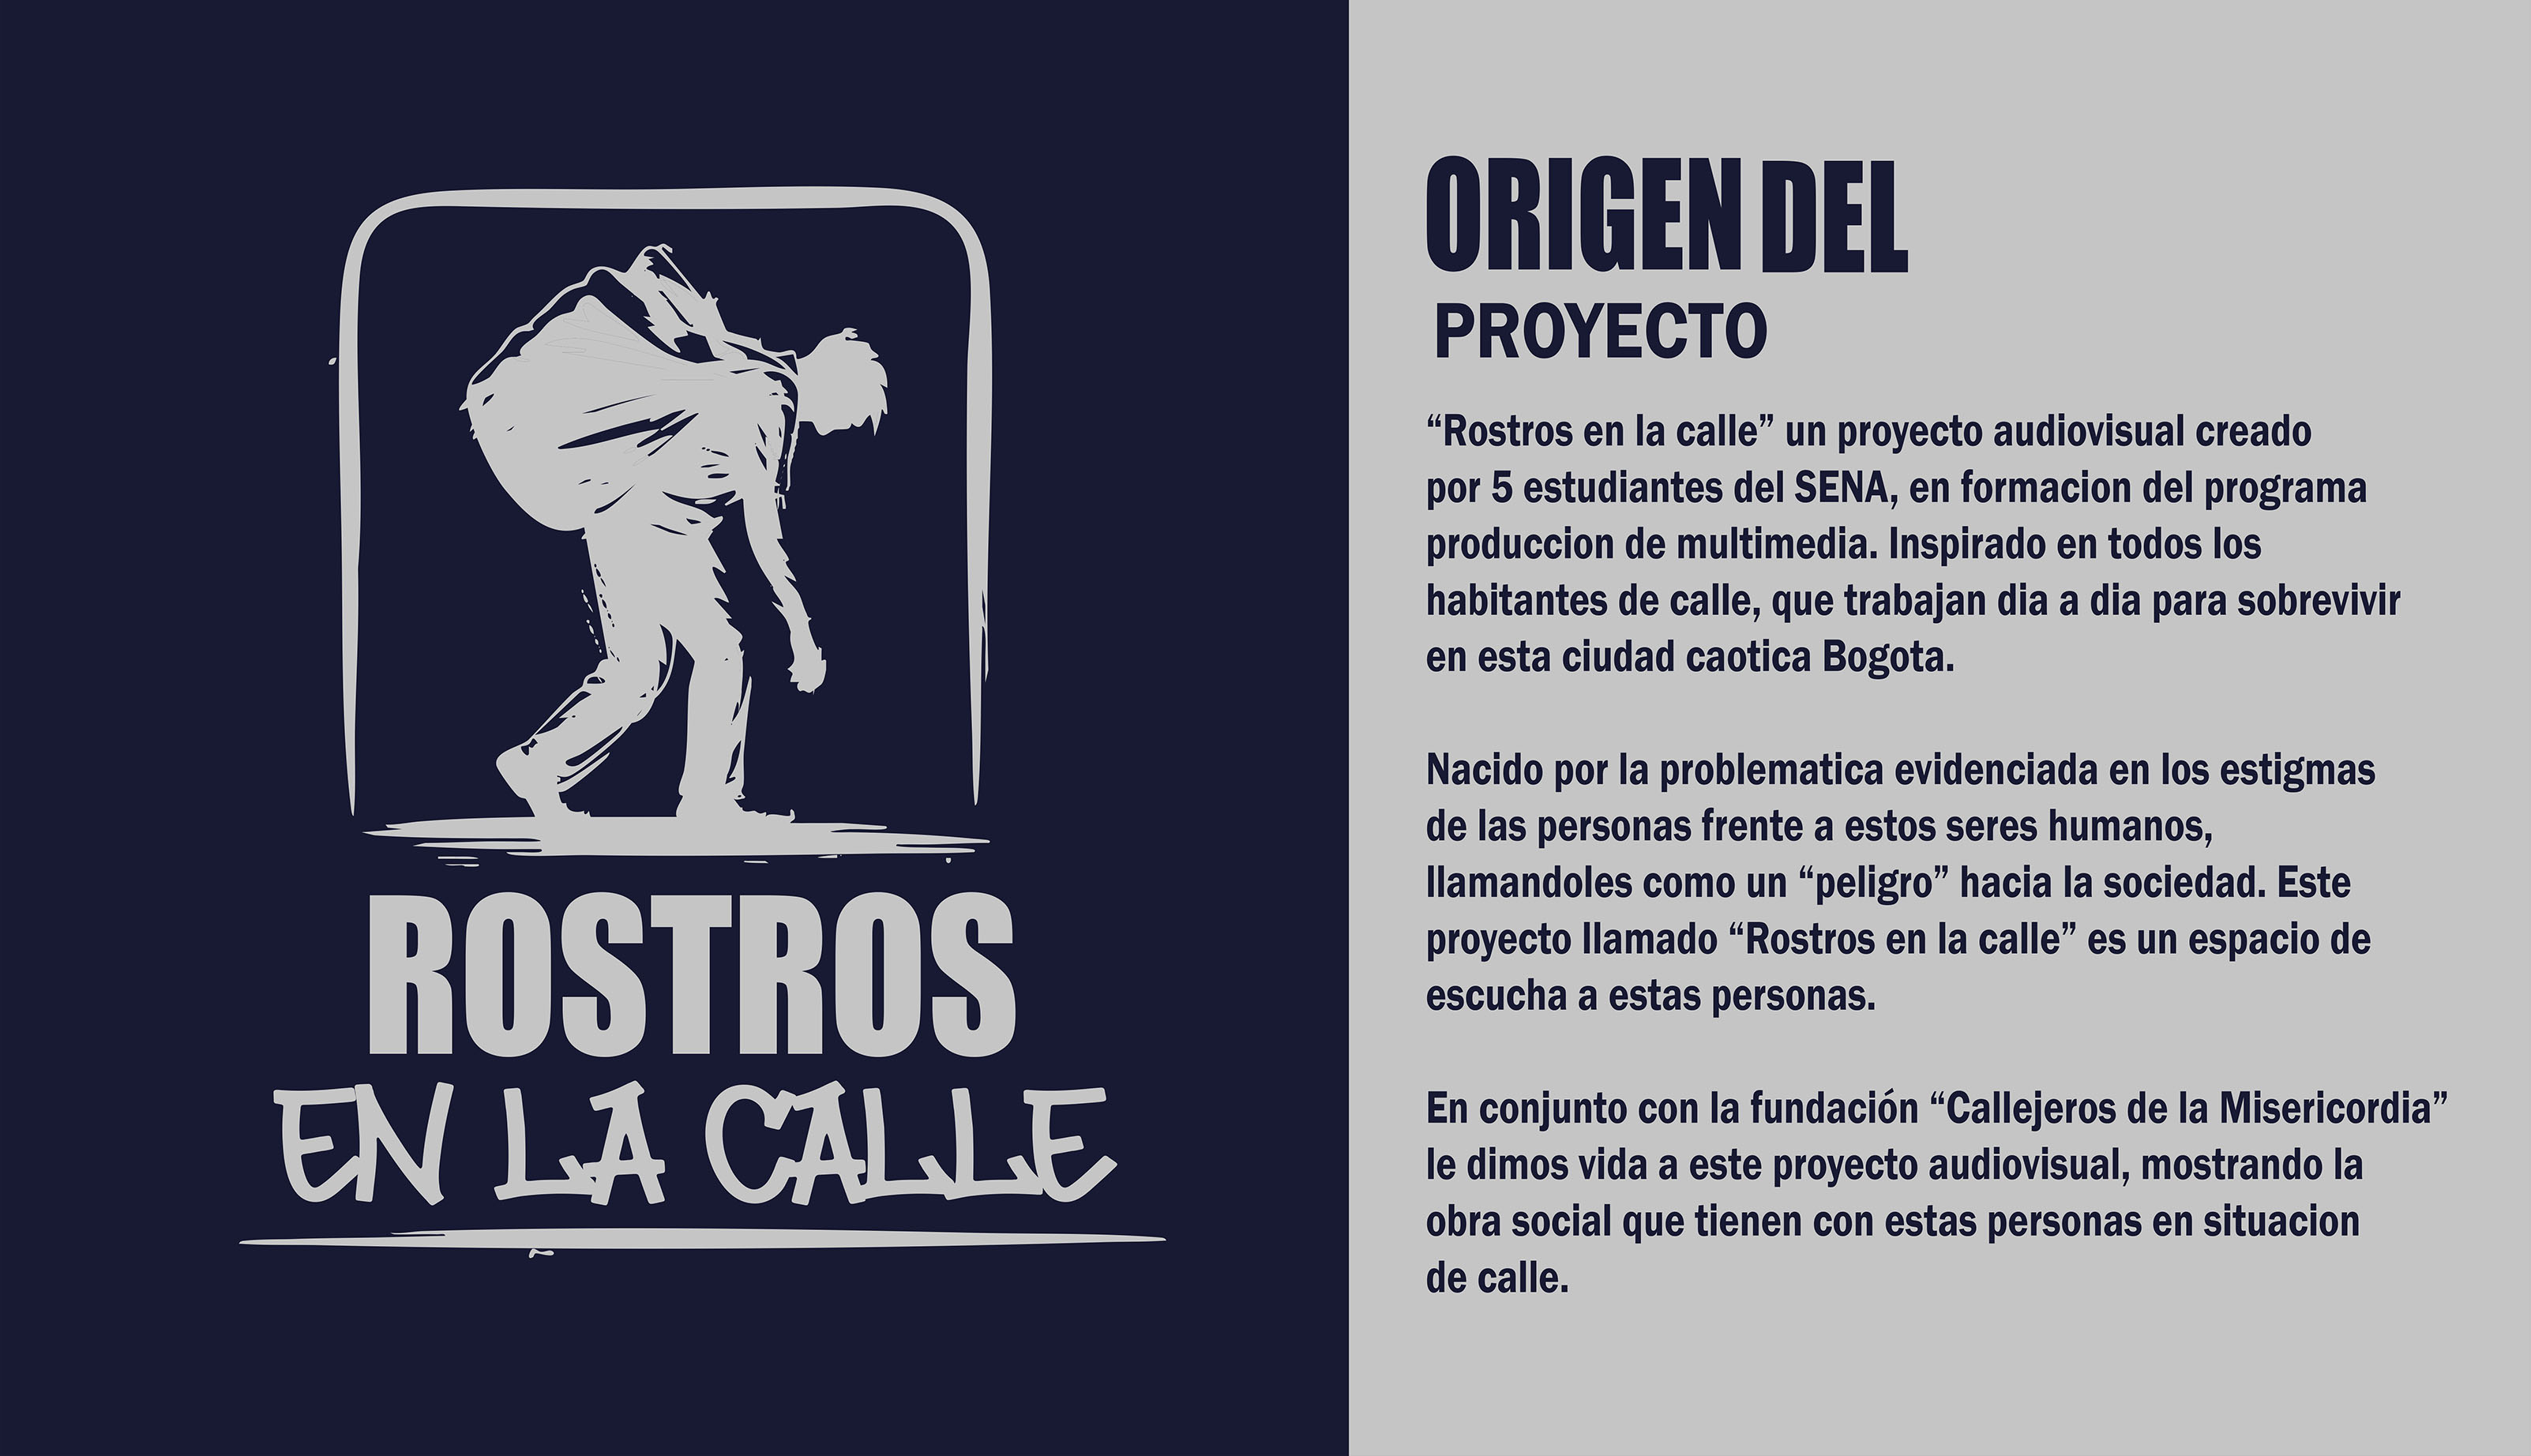 ROSTROS
EN LA CALLE
ORIGEN DEL
PROYECTO
“Rostros en la calle” un proyecto audiovisual creado
por 5 estudiantes del SENA, en formacion del programa
produccion de multimedia. Inspirado en todos los
habitantes de calle, que trabajan dia a dia para sobrevivir
en esta ciudad caotica Bogota.
Nacido por la problematica evidenciada en los estigmas
de las personas frente a estos seres humanos,
llamandoles como un “peligro” hacia la sociedad. Este
proyecto llamado “Rostros en la calle” es un espacio de
escucha a estas personas.
En conjunto con la fundación “Callejeros de la Misericordia”
le dimos vida a este proyecto audiovisual, mostrando la
obra social que tienen con estas personas en situacion
de calle.